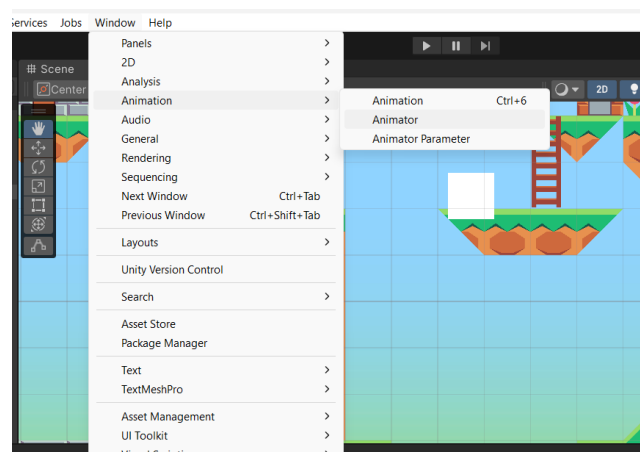 Services Jobs Window Help
Panels
# Scene
2D
Center
2D
Analysis
Animation
Animation Ctrl+6
Audio
Animator
General
Animator Parameter
Rendering
Sequencing
Next Window Ctrl+Tab
Previous Window Ctrl+Shift+Tab
Layouts
Unity Version Control
Search
Asset Store
Package Manager
Text
TextMeshPro
Asset Management
UI Toolkit